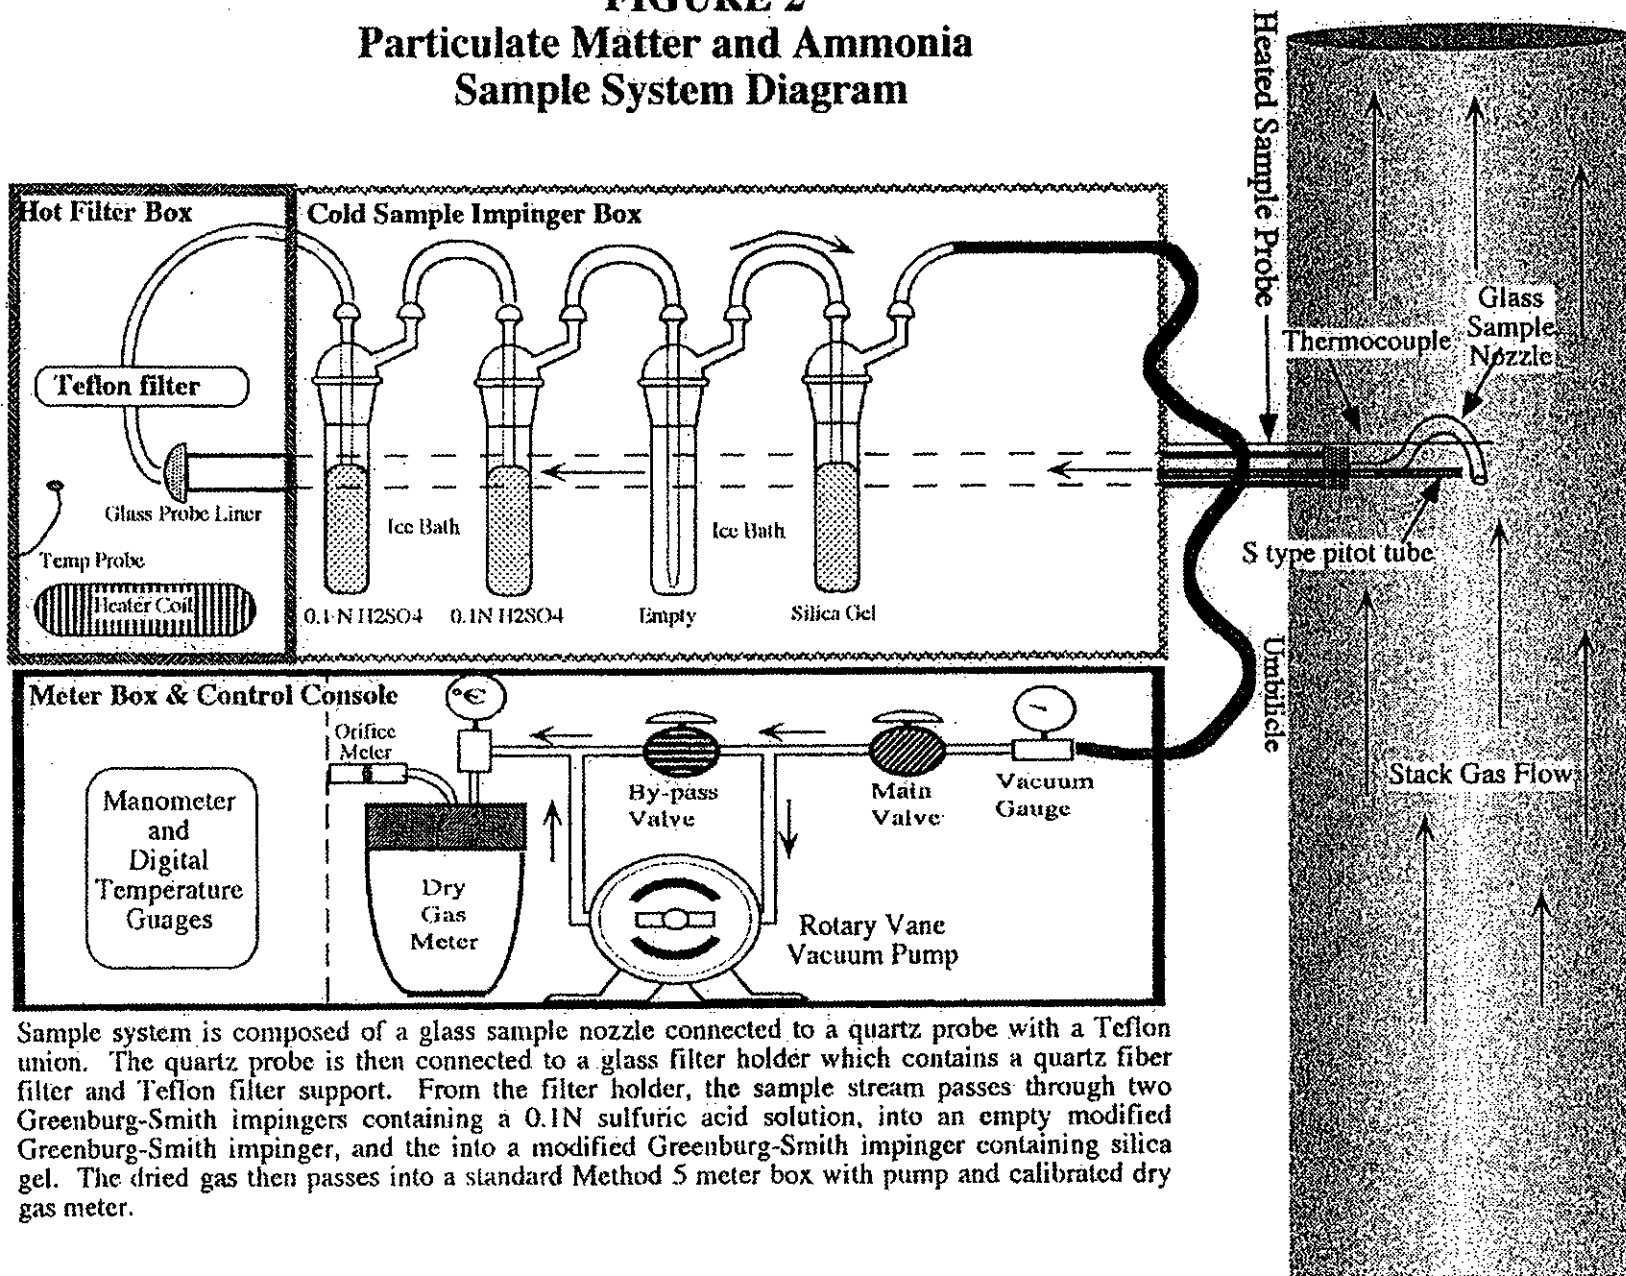 FIGURE 2
Particulate Matter and Ammonia
Sample System Diagram
Heated Sample Probe
Hot Filter Box
Cold Sample Impinger Box
Glass
Sample
Nozzle
Thermocouple
Teflon filter
Glass Probe Liner
Ice Bath
Ice Bath
S type pitot tube
Temp Probe
Heater Coil
0.1 N H2SO4
0.1N H2SO4
Empty
Silica Gel
Umbilicle
Meter Box & Control Console
°C
Orifice
Meter
Manometer
and
Digital
Temperature
Guages
By-pass
Valve
Main
Valve
Vacuum
Gauge
Stack Gas Flow
Dry
Gas
Meter
Rotary Vane
Vacuum Pump
Sample system is composed of a glass sample nozzle connected to a quartz probe with a Teflon
union. The quartz probe is then connected to a glass filter holder which contains a quartz fiber
filter and Teflon filter support. From the filter holder, the sample stream passes through two
Greenburg-Smith impingers containing a 0.1N sulfuric acid solution, into an empty modified
Greenburg-Smith impinger, and the into a modified Greenburg-Smith impinger containing silica
gel. The dried gas then passes into a standard Method 5 meter box with pump and calibrated dry
gas meter.